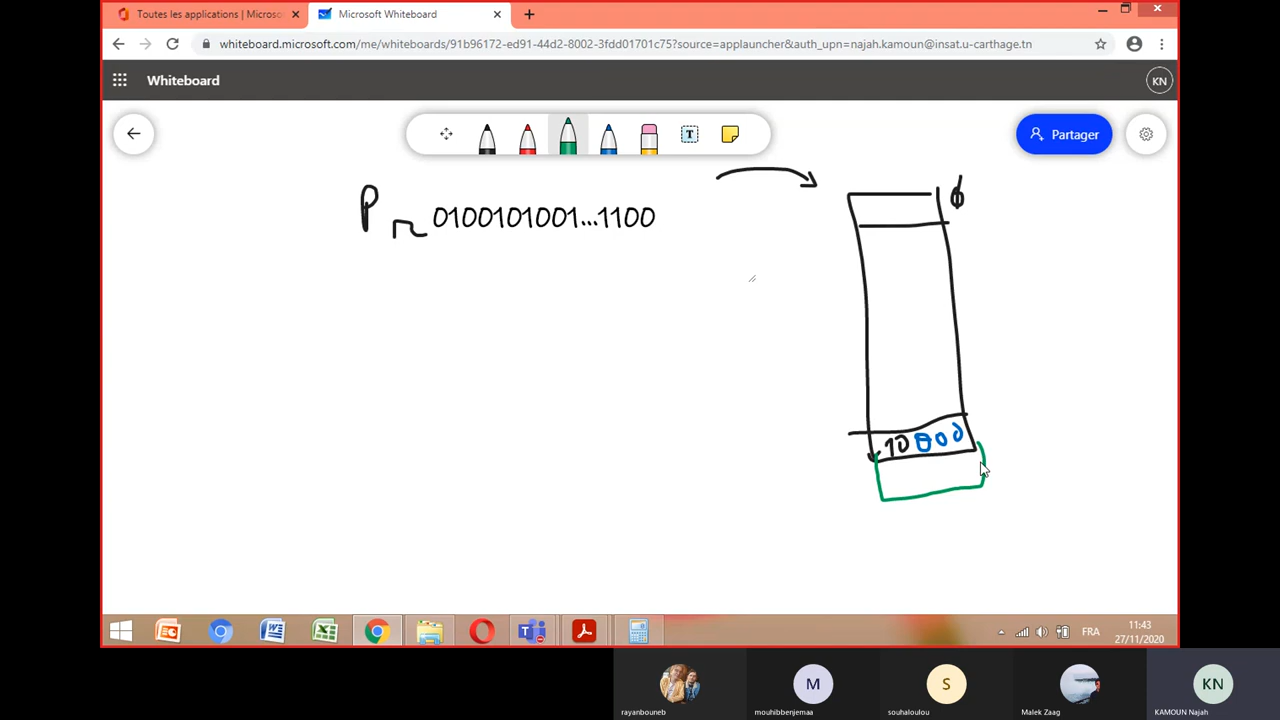 Toutes les applications | Micros
Microsoft Whiteboard
whiteboard.microsoft.com/me/whiteboards/91b96172-ed91-44d2-8002-3fdd01701c75?source=applauncher&auth_upn=najah.kamoun@insat.u-carthage.tn
Whiteboard
KN
T
Partager
P 0100101001...1100
10000
FRA
11:43
27/11/2020
M
S
KN
rayanbouneb
mouhibbenjemaa
souhaloulou
Malek Zaag
KAMOUN Najah